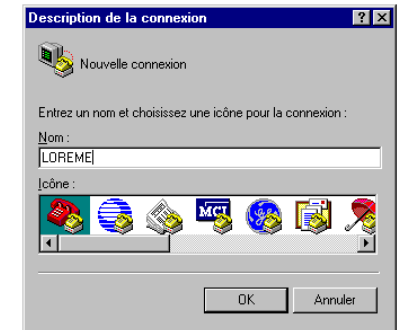 Description de la connexion
Nouvelle connexion
Entrez un nom et choisissez une icône pour la connexion :
Nom :
LOREME
Icône :
MCI
OK Annuler